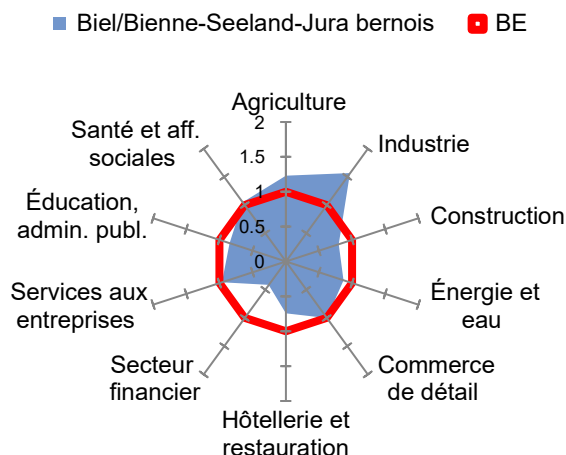 Biel/Bienne-Seeland-Jura bernois
BE
Agriculture
2
1.5
1
0.5
0
Industrie
Construction
Énergie et
eau
Commerce
de détail
Hôtellerie et
restauration
Secteur
financier
Services aux
entreprises
Éducation,
admin. publ.
Santé et aff.
sociales